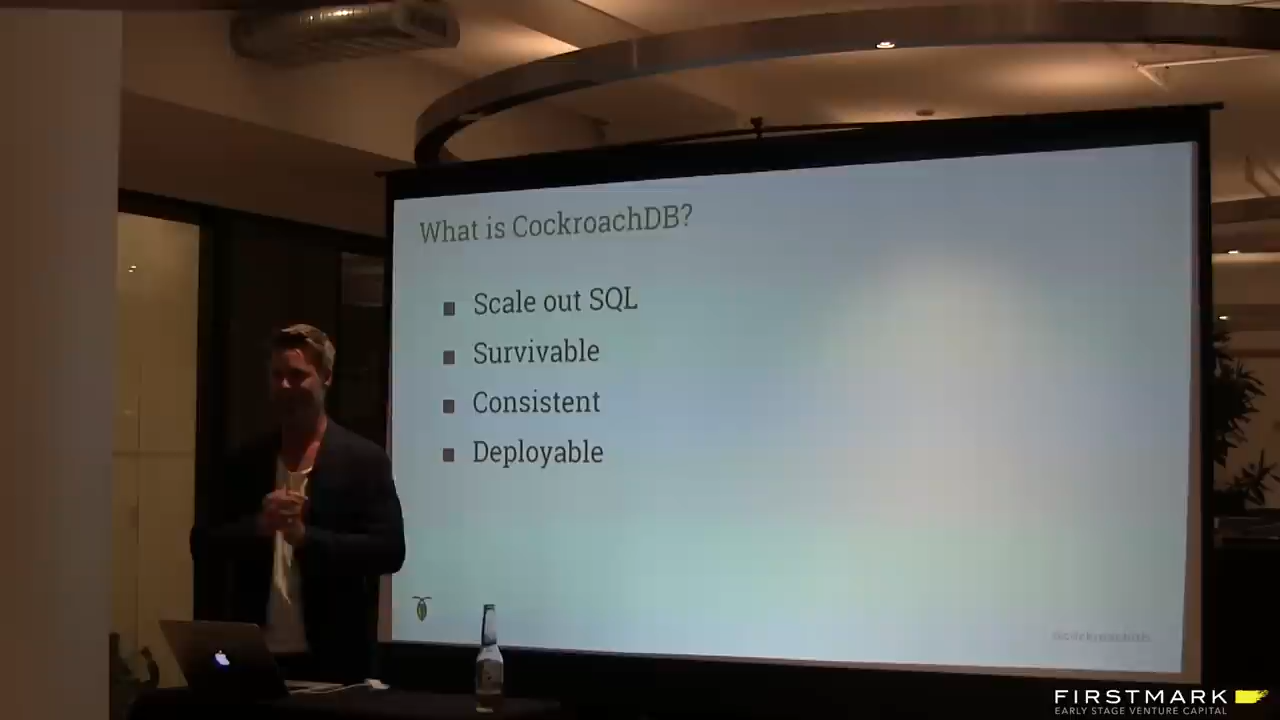 What is CockroachDB?
Scale out SQL
Survivable
Consistent
Deployable
FIRSTMARK
EARLY STAGE VENTURE CAPITAL